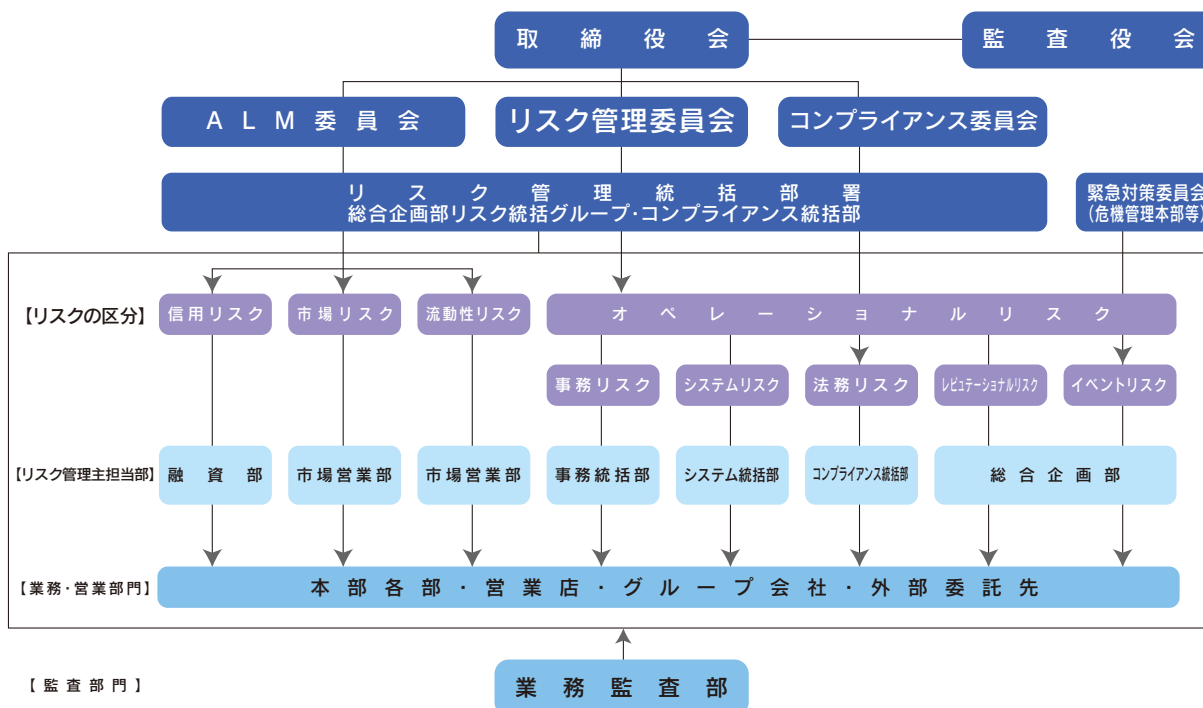 取締役会
監査役会
ALM委員会
リスク管理委員会
コンプライアンス委員会
リスク管理統括部署
総合企画部リスク統括グループ・コンプライアンス統括部
緊急対策委員会
(危機管理本部等)
【リスクの区分】
信用リスク
市場リスク
流動性リスク
オペレーショナルリスク
事務リスク
システムリスク
法務リスク
レピュテーショナルリスク
イベントリスク
【リスク管理主担当部】
融資部
市場営業部
市場営業部
事務統括部
システム統括部
コンプライアンス統括部
総合企画部
【業務・営業部門】
本部各部・営業店・グループ会社・外部委託先
【監査部門】
業務監査部